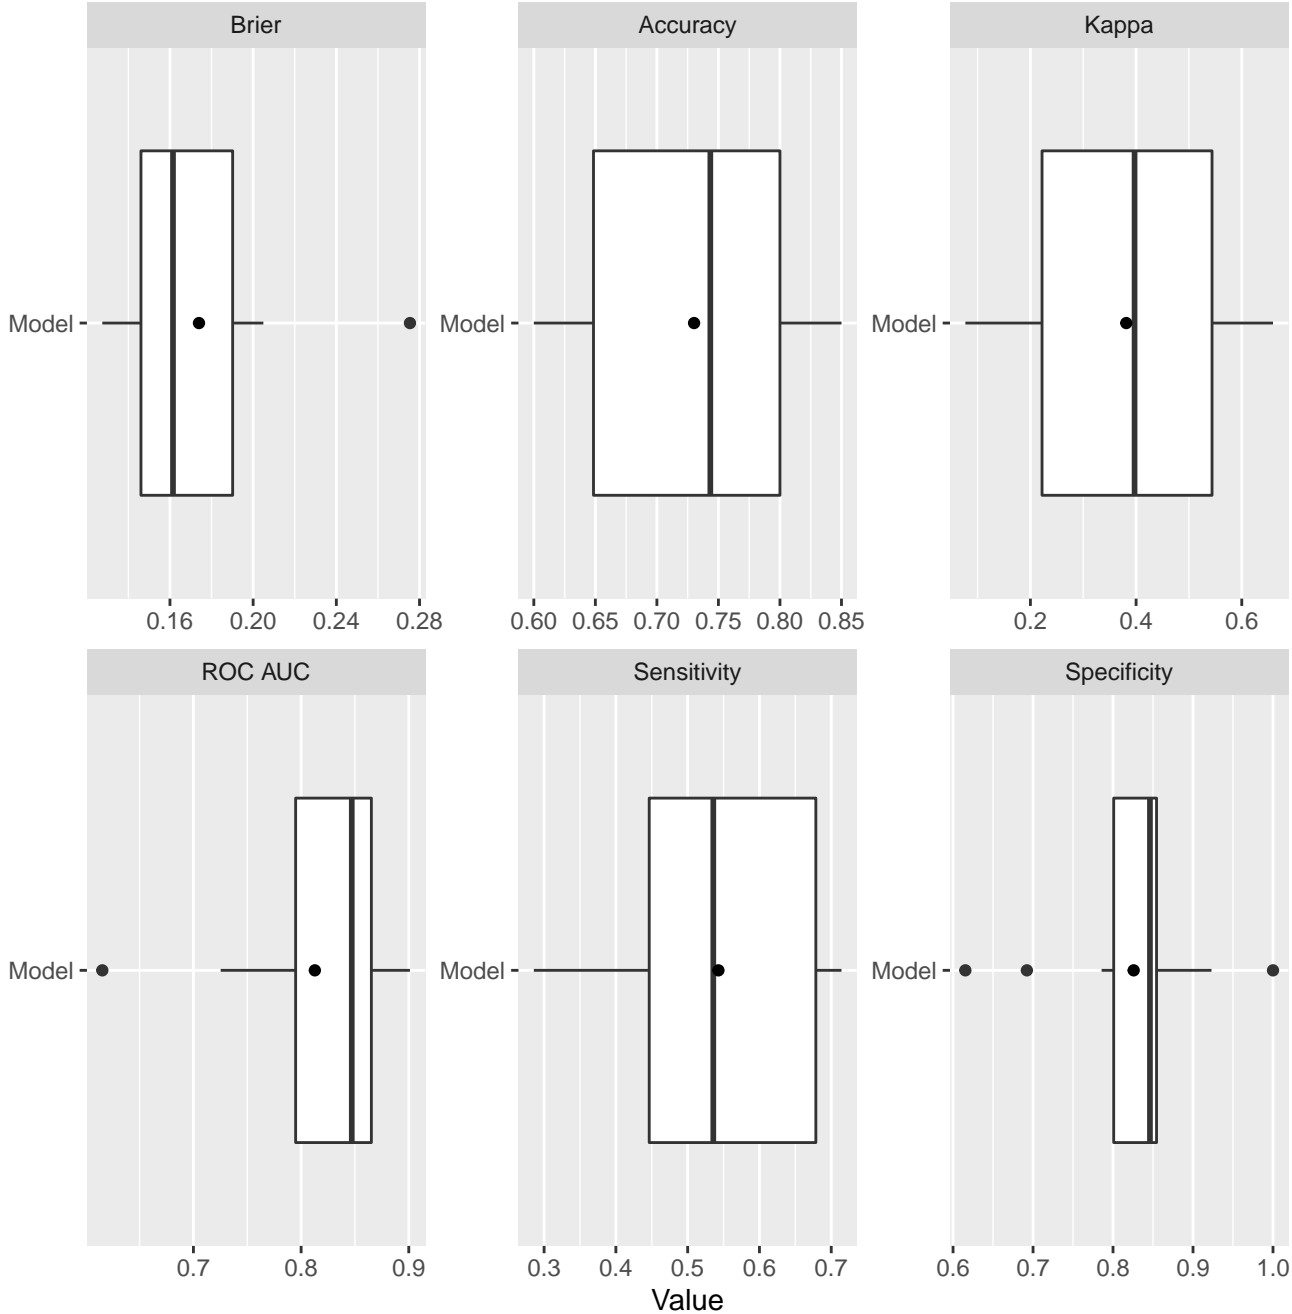 Brier Accuracy Kappa
Model Model Model
0.16 0.20 0.24 0.28 0.60 0.65 0.70 0.75 0.80 0.85 0.2 0.4 0.6
ROC AUC Sensitivity Specificity
Model Model Model
0.7 0.8 0.9 0.3 0.4 0.5 0.6 0.7 0.6 0.7 0.8 0.9 1.0
Value